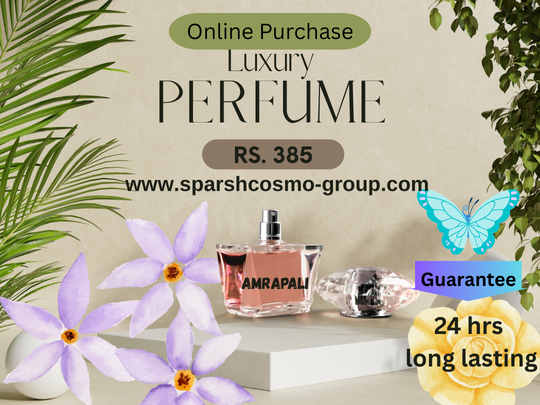 Online Purchase
Luxury
PERFUME
RS. 385
www.sparshcosmo-group.com
AMRAPALI
Guarantee
24 hrs
long lasting